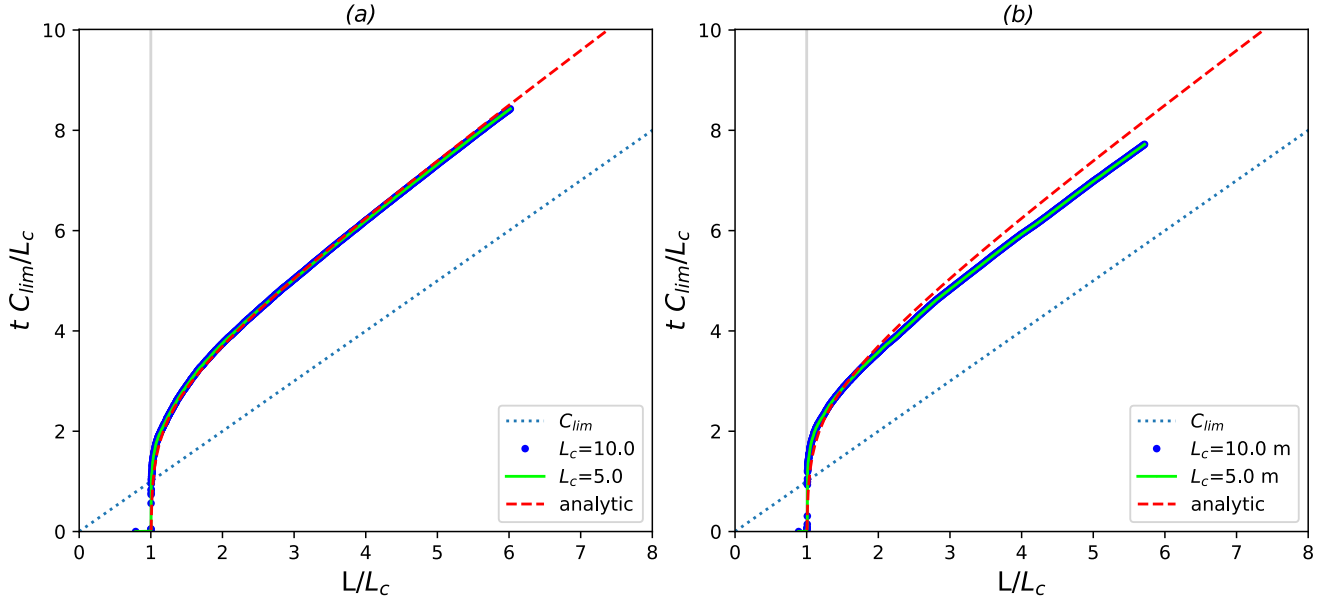 (a)
10
8
6
4
2
0
t C_lim/L_c
0 1 2 3 4 5 6 7 8
L/L_c
C_lim
L_c=10.0
L_c=5.0
analytic
(b)
10
8
6
4
2
0
t C_lim/L_c
0 1 2 3 4 5 6 7 8
L/L_c
C_lim
L_c=10.0 m
L_c=5.0 m
analytic